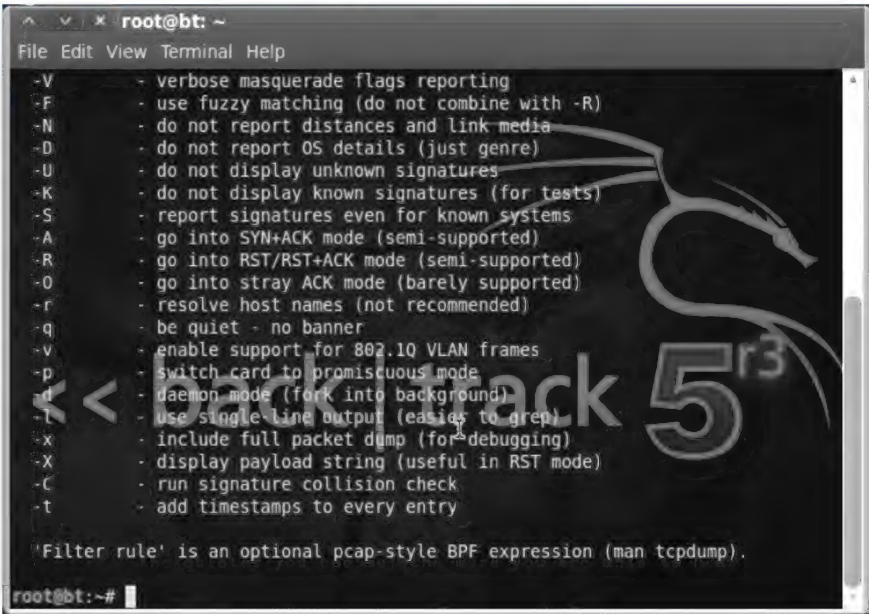 root@bt: ~
File Edit View Terminal Help
-V - verbose masquerade flags reporting
-F - use fuzzy matching (do not combine with -R)
-N - do not report distances and link media
-D - do not report OS details (just genre)
-U - do not display unknown signatures
-K - do not display known signatures (for tests)
-S - report signatures even for known systems
-A - go into SYN+ACK mode (semi-supported)
-R - go into RST/RST+ACK mode (semi-supported)
-O - go into stray ACK mode (barely supported)
-r - resolve host names (not recommended)
-q - be quiet - no banner
-v - enable support for 802.1Q VLAN frames
-p - switch card to promiscuous mode
-d - daemon mode (fork into background)
-l - use single-line output (easier to grep)
-x - include full packet dump (for debugging)
-X - display payload string (useful in RST mode)
-C - run signature collision check
-t - add timestamps to every entry
'Filter rule' is an optional pcap-style BPF expression (man tcpdump).
root@bt:~#
<< back | track 5 r3